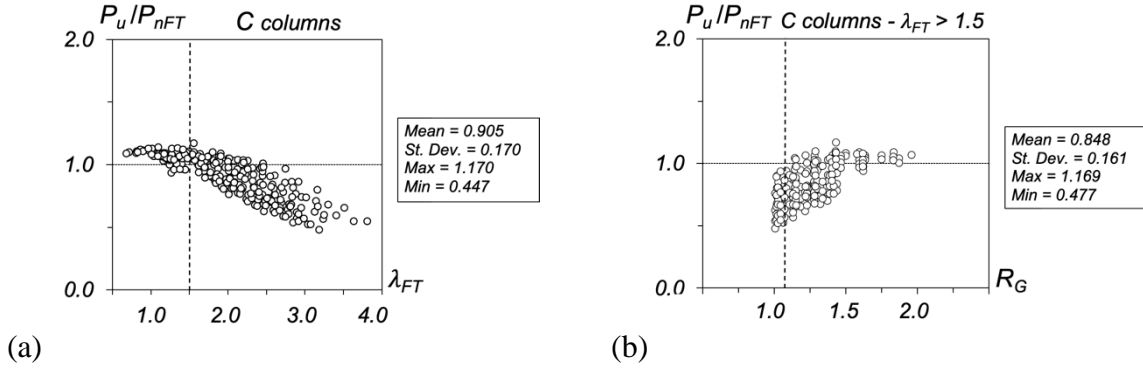 P_u/P_nFT C columns
2.0
1.0
0.0
1.0 2.0 3.0 4.0
λ_FT
Mean = 0.905
St. Dev. = 0.170
Max = 1.170
Min = 0.447
(a)
P_u/P_nFT C columns - λ_FT > 1.5
2.0
1.0
0.0
1.0 1.5 2.0
R_G
Mean = 0.848
St. Dev. = 0.161
Max = 1.169
Min = 0.477
(b)